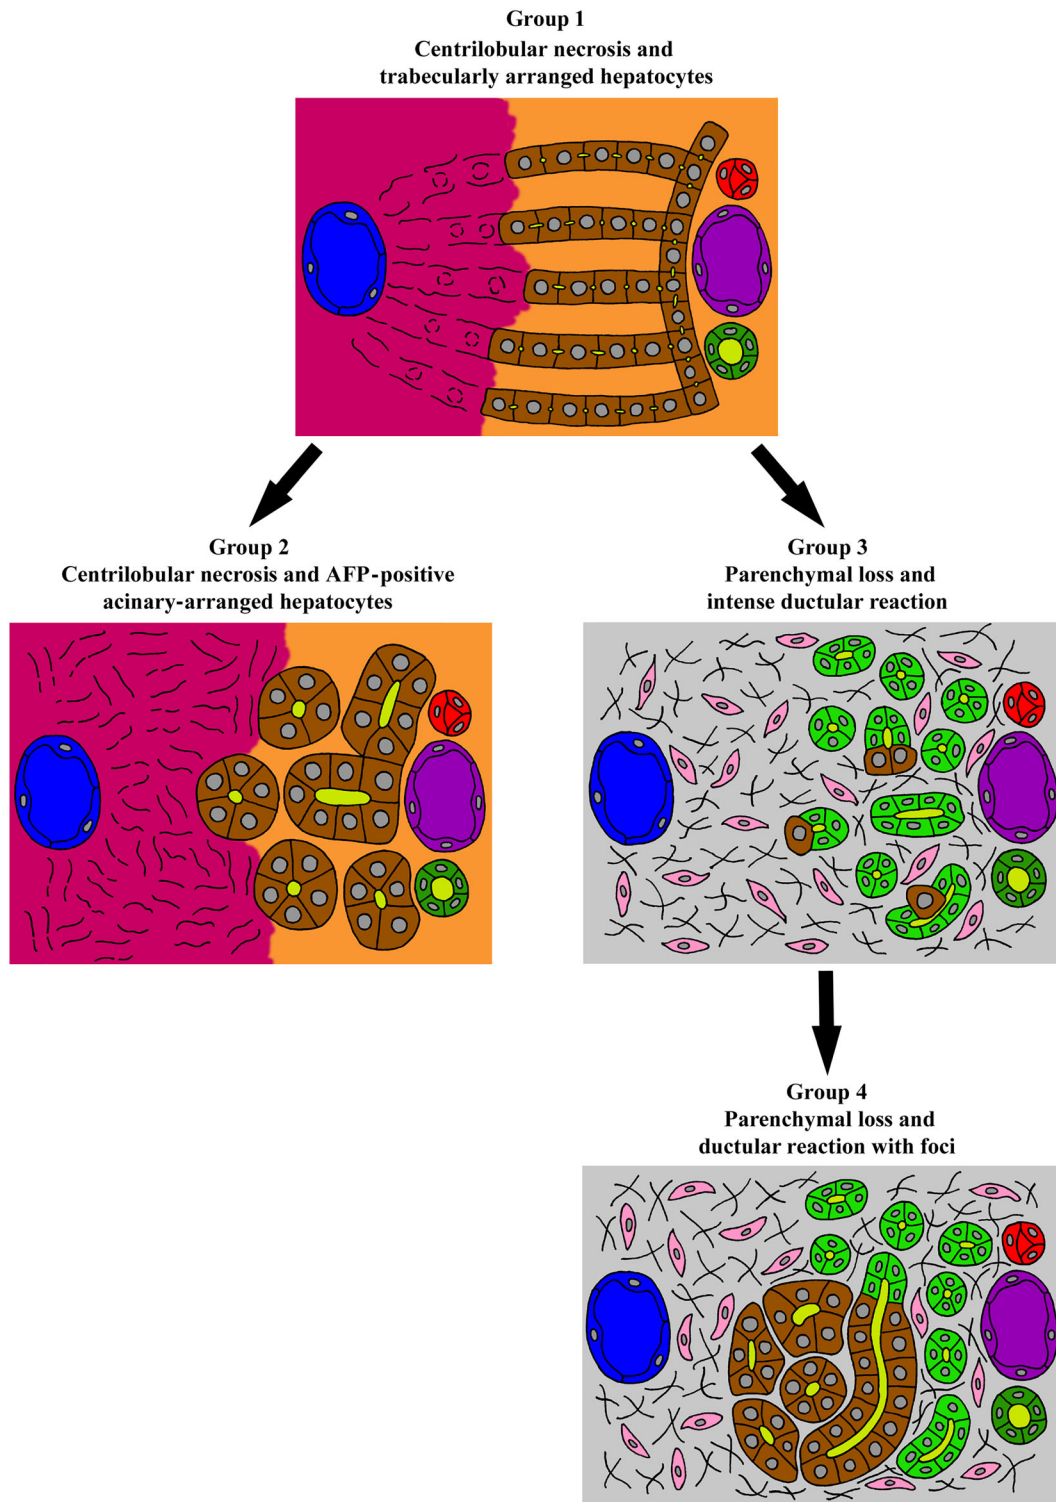 Group 1
Centrilobular necrosis and
trabecularly arranged hepatocytes
Group 2
Centrilobular necrosis and AFP-positive
acinary-arranged hepatocytes
Group 3
Parenchymal loss and
intense ductular reaction
Group 4
Parenchymal loss and
ductular reaction with foci